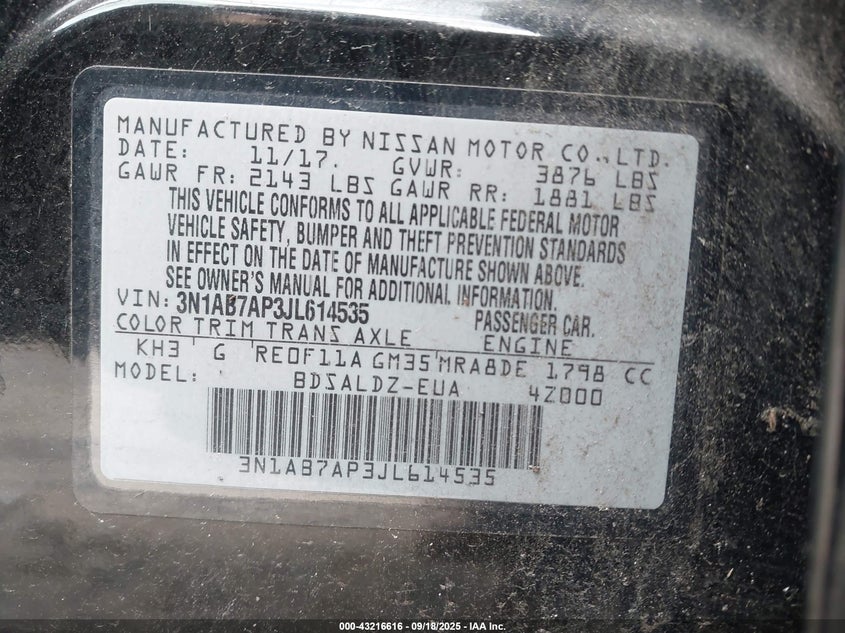 MANUFACTURED BY NISSAN MOTOR CO.,LTD.
DATE: 11/17. GVWR: 3876 LBS
GAWR FR: 2143 LBS GAWR RR: 1881 LBS
THIS VEHICLE CONFORMS TO ALL APPLICABLE FEDERAL MOTOR
VEHICLE SAFETY, BUMPER AND THEFT PREVENTION STANDARDS
IN EFFECT ON THE DATE OF MANUFACTURE SHOWN ABOVE.
SEE OWNER'S MANUAL FOR ADDITIONAL INFORMATION.
VIN: 3N1AB7AP3JL614535 PASSENGER CAR.
COLOR TRIM TRANS AXLE ENGINE
KH3 G RE0F11A GM35 MRA8DE 1798 CC
MODEL: BDSALDZ-EUA 4Z000
3N1AB7AP3JL614535
000-43216616 - 09/18/2025 - IAA Inc.